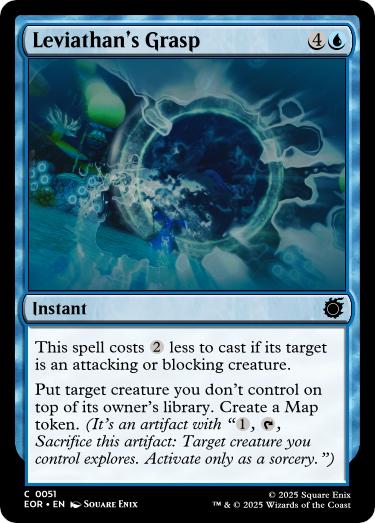 Leviathan's Grasp 4
Instant
This spell costs 2 less to cast if its target
is an attacking or blocking creature.
Put target creature you don't control on
top of its owner's library. Create a Map
token. (It's an artifact with “1, ,
Sacrifice this artifact: Target creature you
control explores. Activate only as a sorcery.”)
C 0051
EOR • EN SQUARE ENIX
© 2025 Square Enix
™ & © 2025 Wizards of the Coast